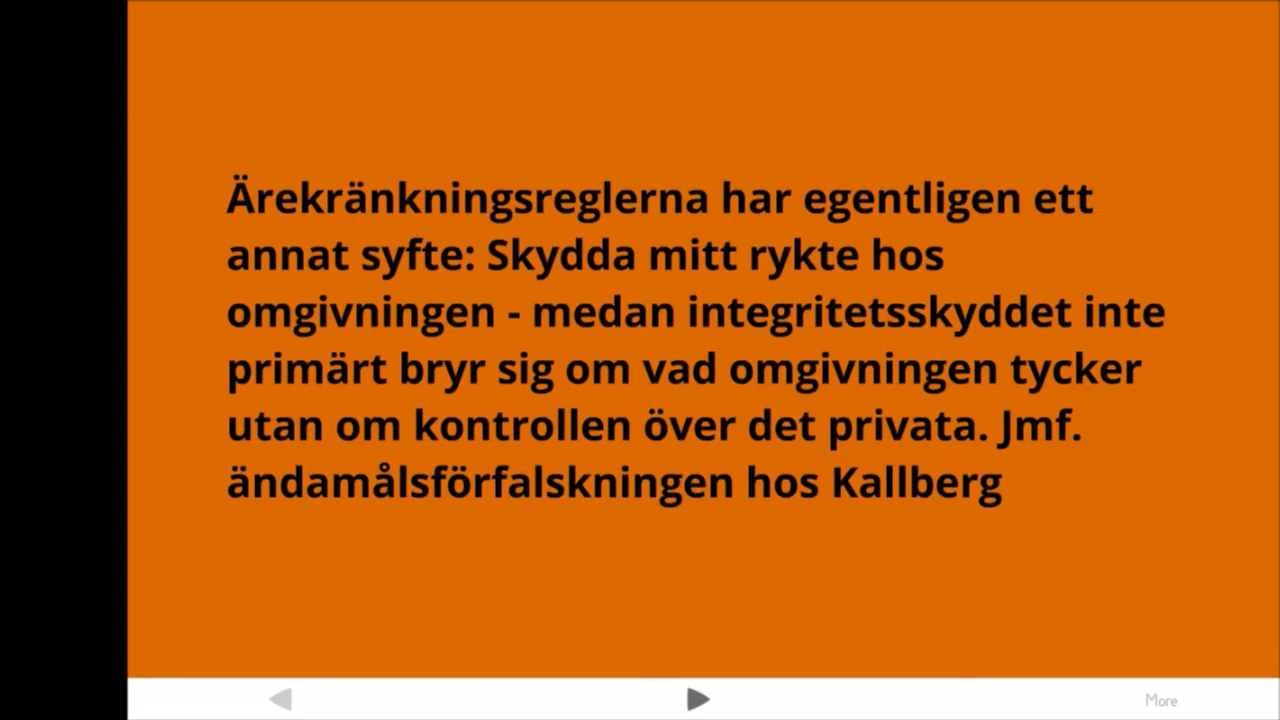 Ärekränkningsreglerna har egentligen ett
annat syfte: Skydda mitt rykte hos
omgivningen - medan integritetsskyddet inte
primärt bryr sig om vad omgivningen tycker
utan om kontrollen över det privata. Jmf.
ändamålsförfalskningen hos Kallberg
More